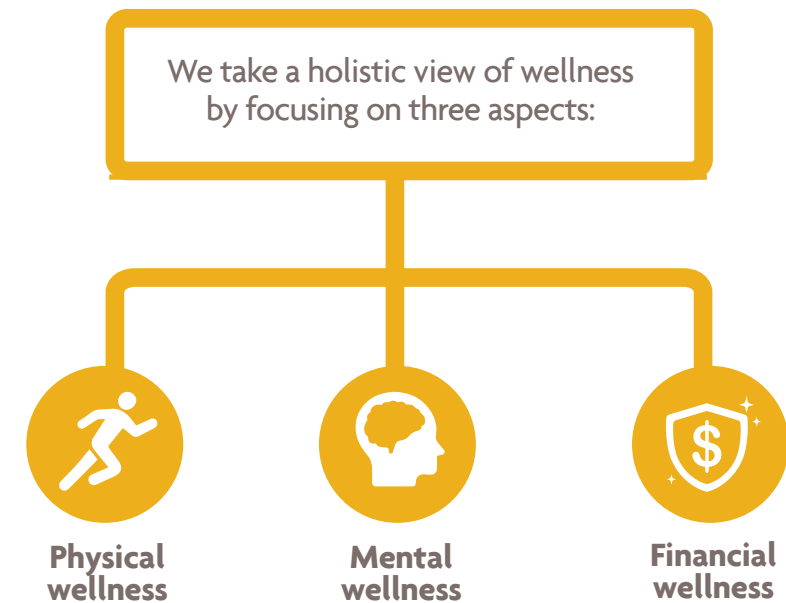 We take a holistic view of wellness
by focusing on three aspects:
Physical
wellness
Mental
wellness
Financial
wellness